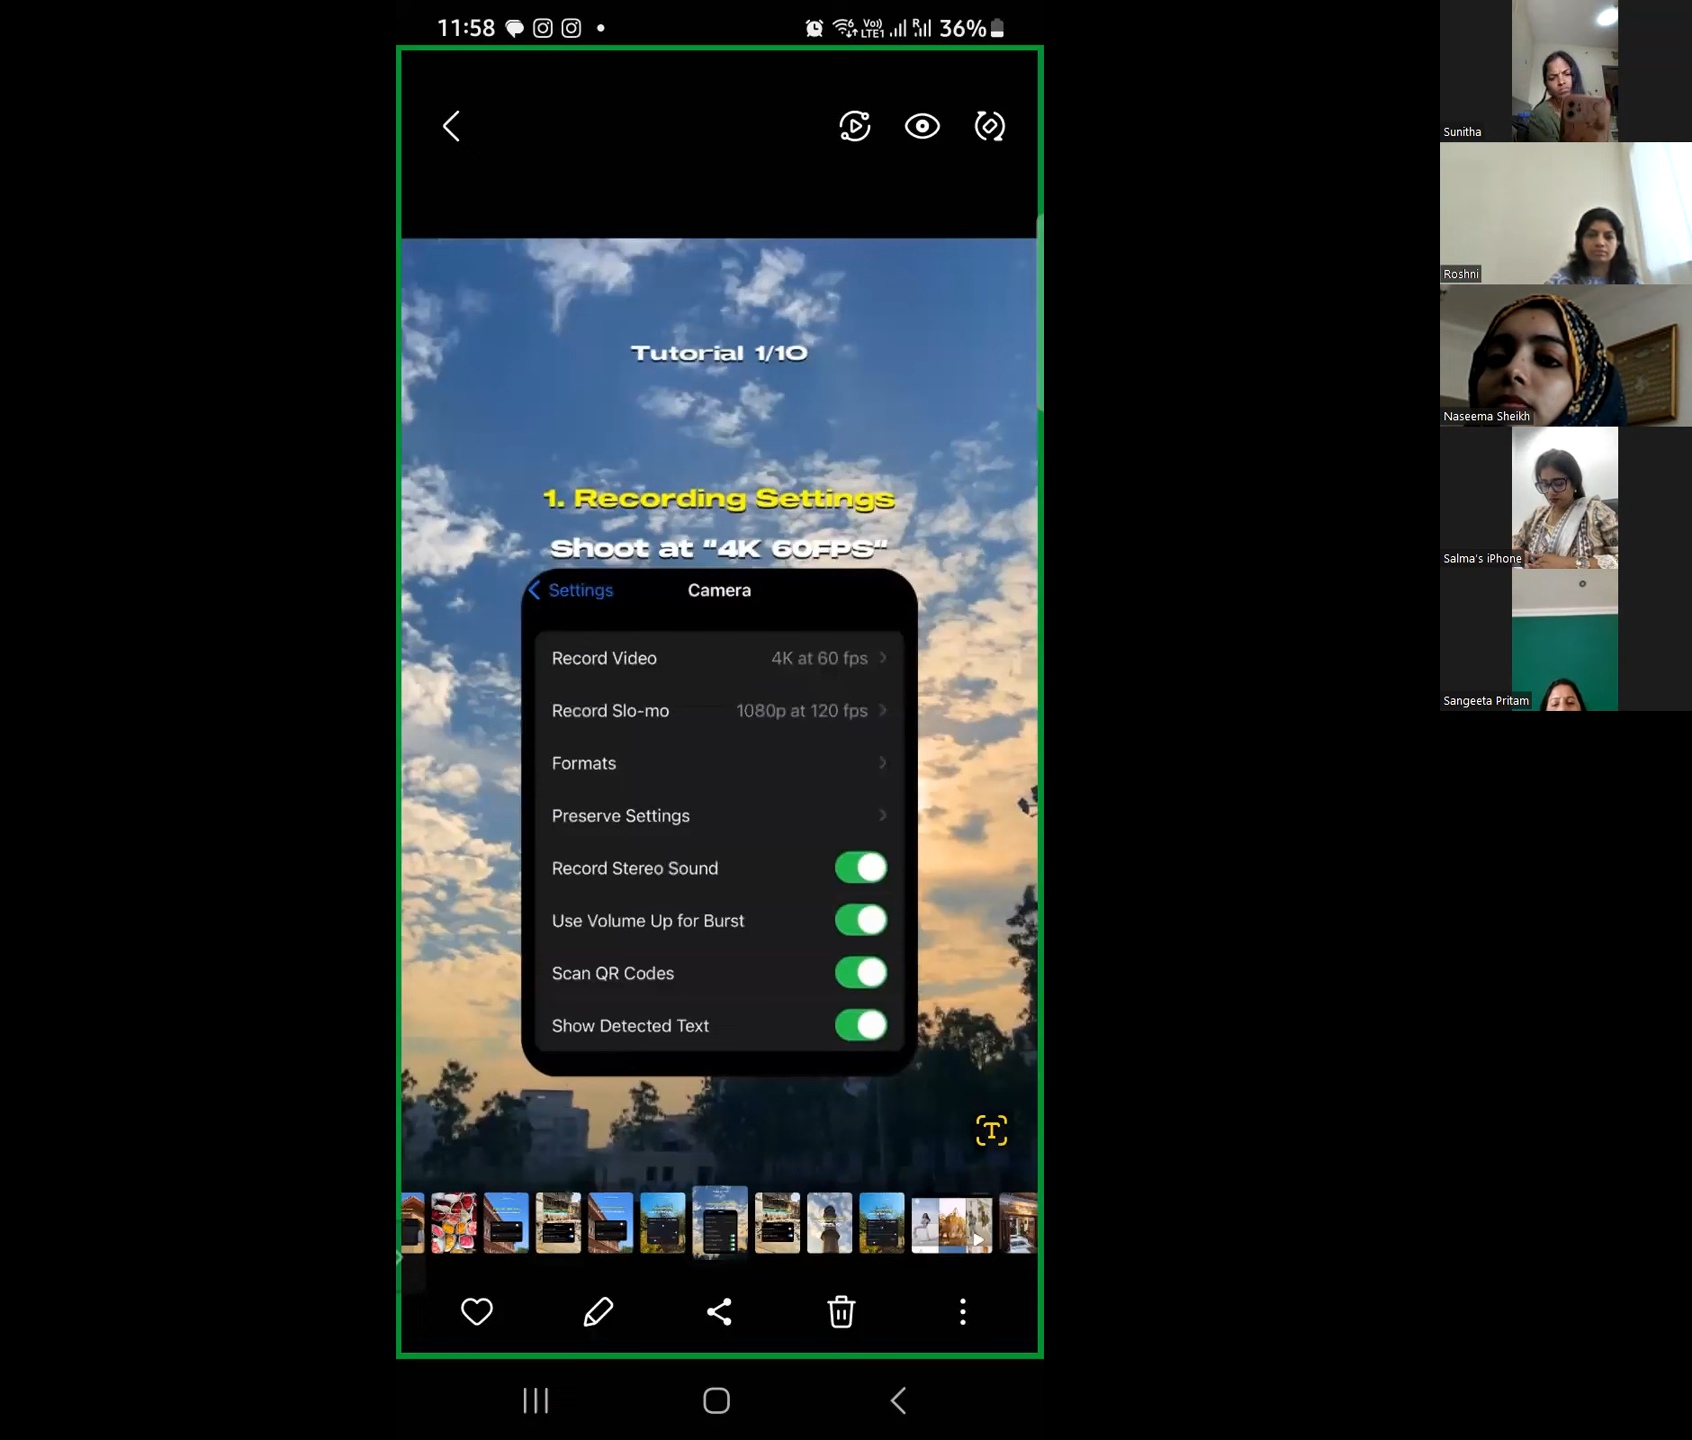 11:58
Vo)) LTE1 R 36%
Tutorial 1/10
1. Recording Settings
Shoot at "4K 60FPS"
Settings Camera
Record Video 4K at 60 fps
Record Slo-mo 1080p at 120 fps
Formats
Preserve Settings
Record Stereo Sound
Use Volume Up for Burst
Scan QR Codes
Show Detected Text
T
Sunitha
Roshni
Naseema Sheikh
Salma's iPhone
Sangeeta Pritam